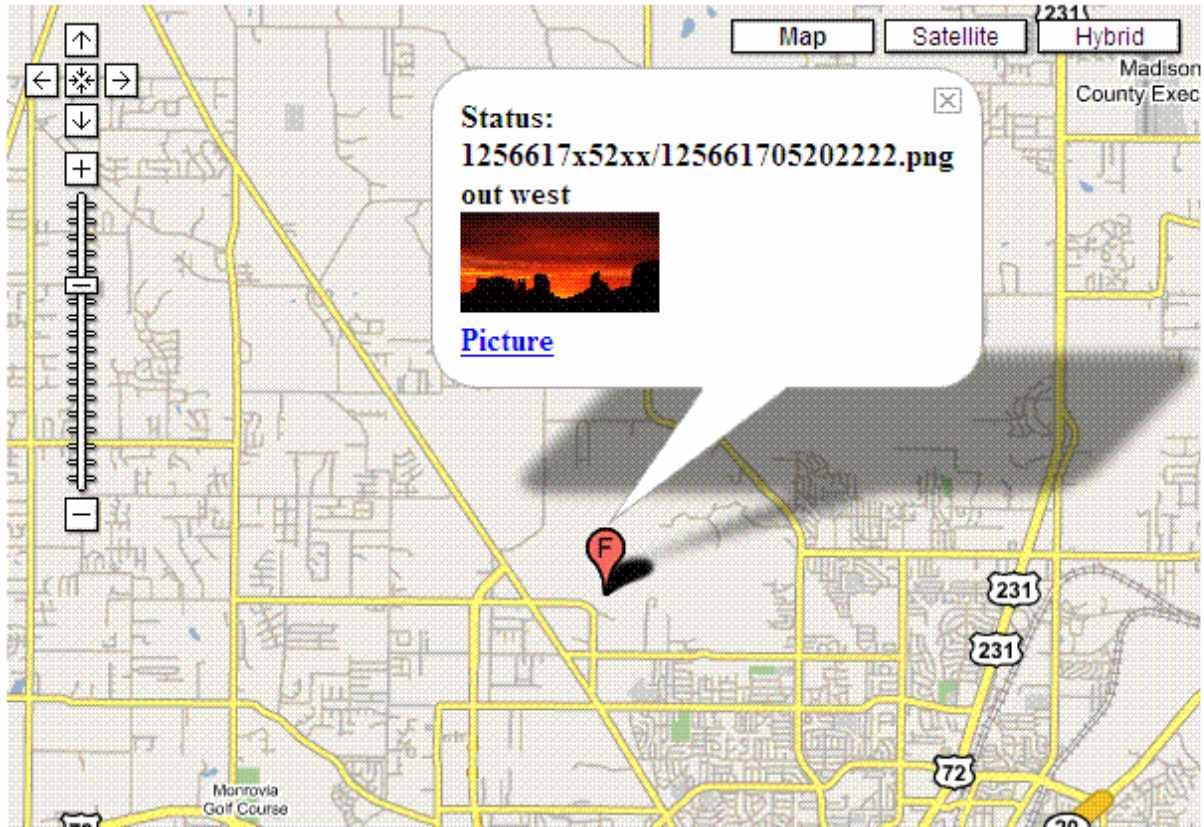 231
Map Satellite Hybrid
Madison
County Exec
Status:
1256617x52xx/125661705202222.png
out west
Picture
F
231
231
72
Monrovia
Golf Course